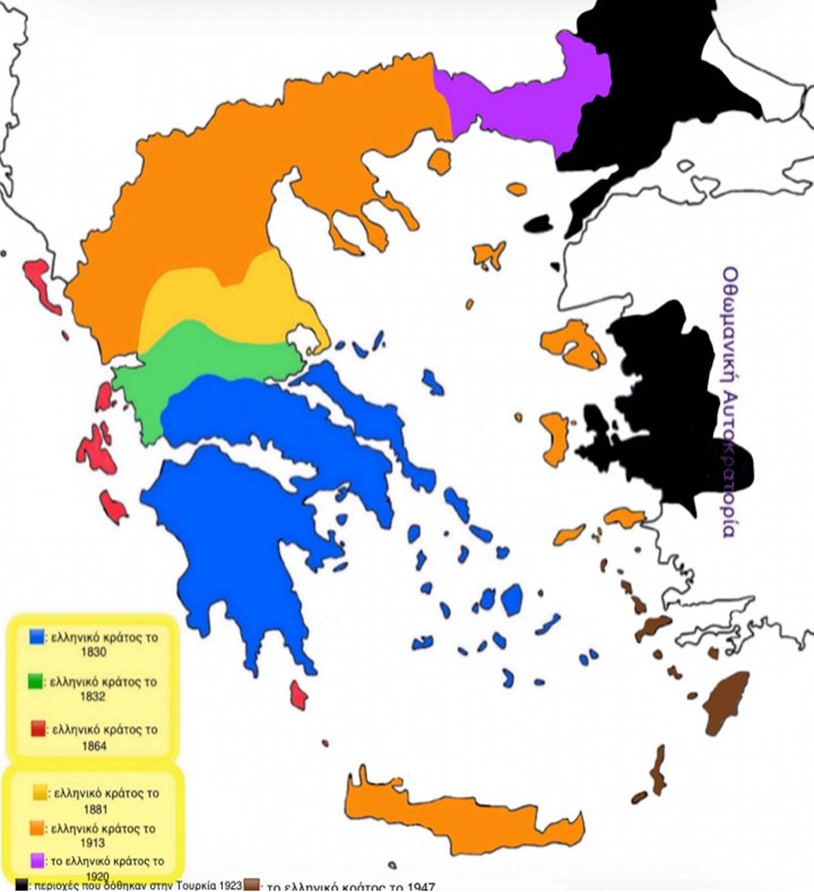 Οθωμανική Αυτοκρατορία
: ελληνικό κράτος το
1830
: ελληνικό κράτος το
1832
: ελληνικό κράτος το
1864
: ελληνικό κράτος το
1881
: ελληνικό κράτος το
1913
: το ελληνικό κράτος το
1920
: περιοχές που δόθηκαν στην Τουρκία 1923 : το ελληνικό κράτος το 1947